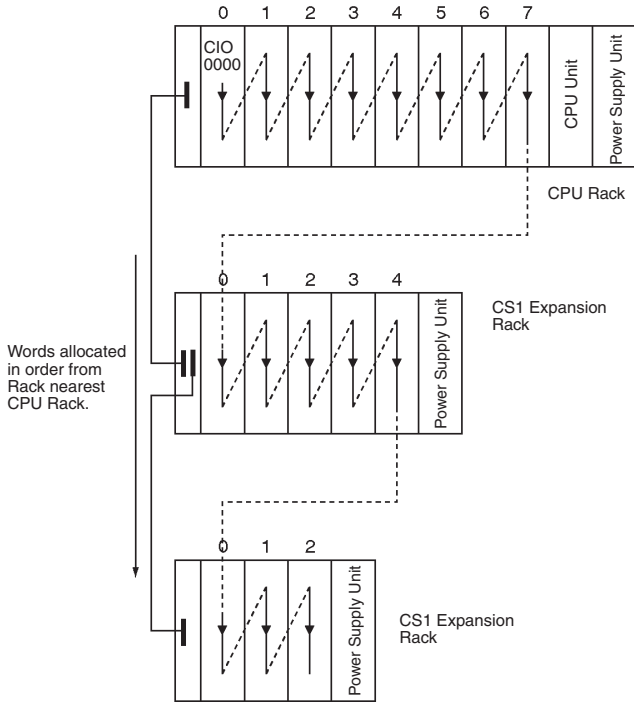 0 1 2 3 4 5 6 7
CIO
0000
CPU Unit
Power Supply Unit
CPU Rack
0 1 2 3 4
Power Supply Unit
CS1 Expansion
Rack
Words allocated
in order from
Rack nearest
CPU Rack.
0 1 2
Power Supply Unit
CS1 Expansion
Rack